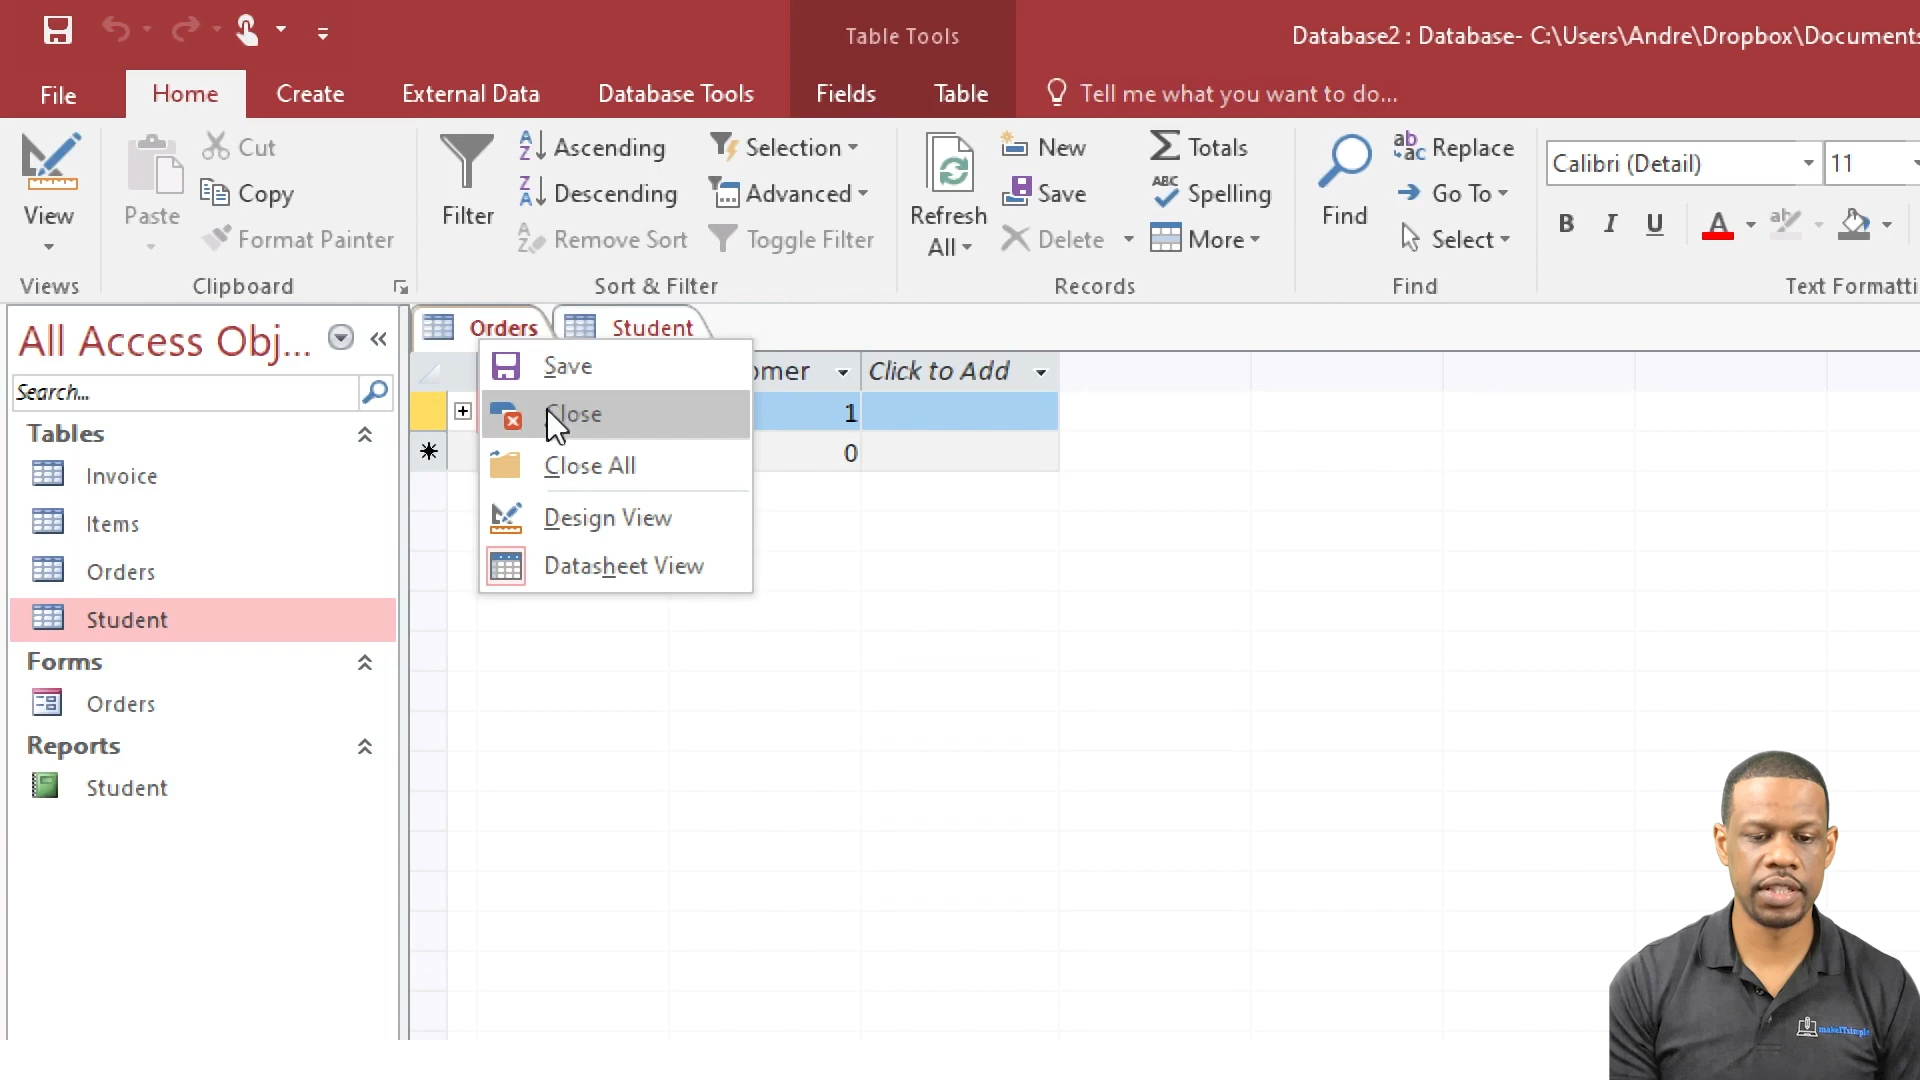 Table Tools
Database2 : Database- C:\Users\Andre\Dropbox\Documents
File
Home
Create
External Data
Database Tools
Fields
Table
Tell me what you want to do...
View
Paste
Cut
Copy
Format Painter
Filter
Ascending
Descending
Remove Sort
Selection
Advanced
Toggle Filter
Refresh
All
New
Save
Delete
Totals
Spelling
More
Find
Replace
Go To
Select
Calibri (Detail)
11
B I U A
Views
Clipboard
Sort & Filter
Records
Find
Text Formatti
All Access Obj...
Search...
Tables
Invoice
Items
Orders
Student
Forms
Orders
Reports
Student
Orders
Student
omer
Click to Add
1
0
Save
Close
Close All
Design View
Datasheet View
makeITsimple